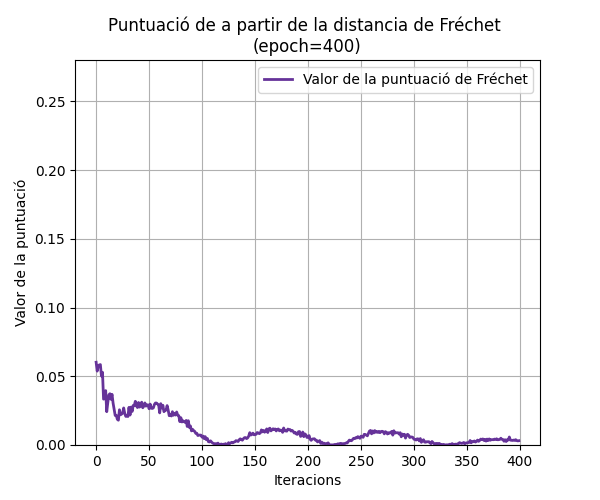 Puntuació de a partir de la distancia de Fréchet
(epoch=400)
Valor de la puntuació de Fréchet
Valor de la puntuació
0.25
0.20
0.15
0.10
0.05
0.00
0 50 100 150 200 250 300 350 400
Iteracions